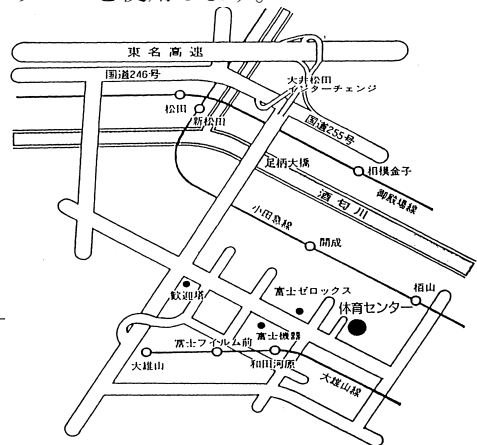 東名高速
国道246号
大井松田
インターチェンジ
松田
新松田
国道255号
足柄大橋
相模金子
酒匂川
御殿場線
小田急線
開成
栢山
歓迎塔
富士ゼロックス
体育センター
富士機器
富士フィルム前
和田河原
大雄山
大雄山線